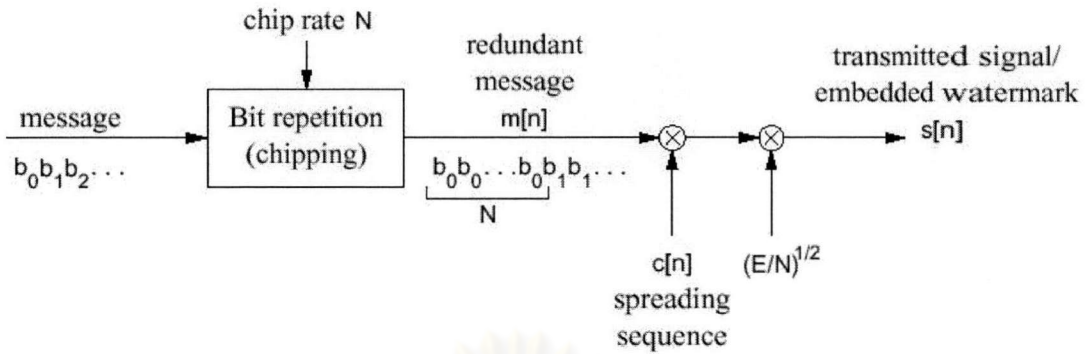 chip rate N
redundant
message
m[n]
transmitted signal/
embedded watermark
s[n]
message
b₀b₁b₂...
Bit repetition
(chipping)
b₀b₀...b₀b₁b₁...
N
c[n]
spreading
sequence
(E/N)^1/2